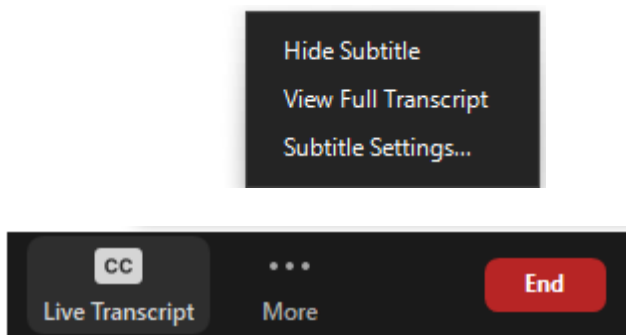 Hide Subtitle
View Full Transcript
Subtitle Settings...
CC
Live Transcript
More
End